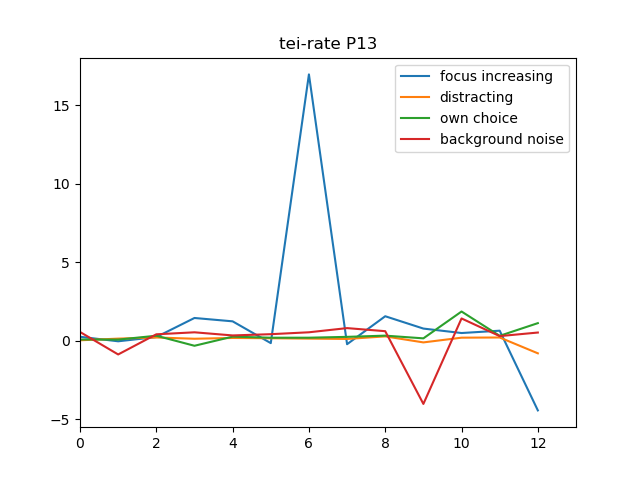 tei-rate P13
focus increasing
distracting
own choice
background noise
15
10
5
0
−5
0 2 4 6 8 10 12